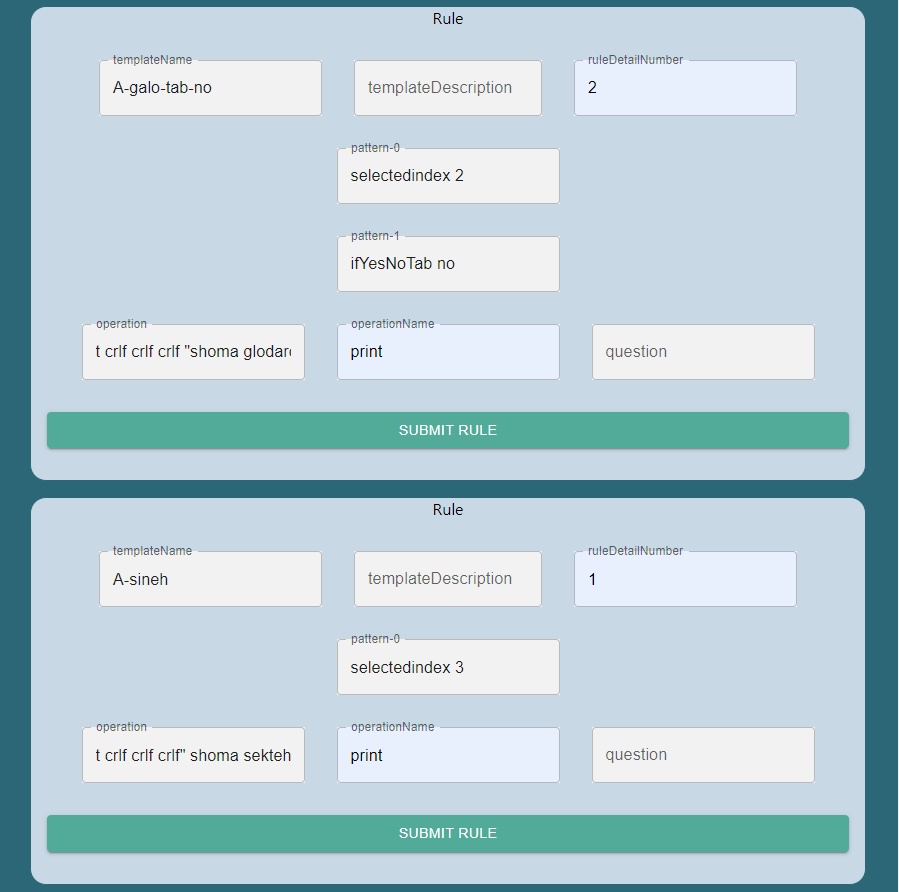 Rule
templateName
A-galo-tab-no
templateDescription
ruleDetailNumber
2
pattern-0
selectedindex 2
pattern-1
ifYesNoTab no
operation
t crlf crlf crlf "shoma glodar
operationName
print
question
SUBMIT RULE
Rule
templateName
A-sineh
templateDescription
ruleDetailNumber
1
pattern-0
selectedindex 3
operation
t crlf crlf crlf" shoma sekteh
operationName
print
question
SUBMIT RULE